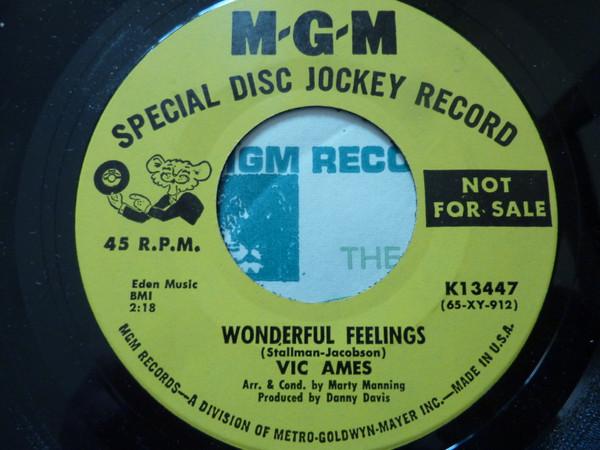 M-G-M
SPECIAL DISC JOCKEY RECORD
MGM RECO
THE
NOT
FOR SALE
45 R.P.M.
Eden Music
BMI
2:18
K13447
(65-XY-912)
WONDERFUL FEELINGS
(Stallman-Jacobson)
VIC AMES
Arr. & Cond. by Marty Manning
Produced by Danny Davis
MGM RECORDS—A DIVISION OF METRO-GOLDWYN-MAYER INC.—MADE IN U.S.A.